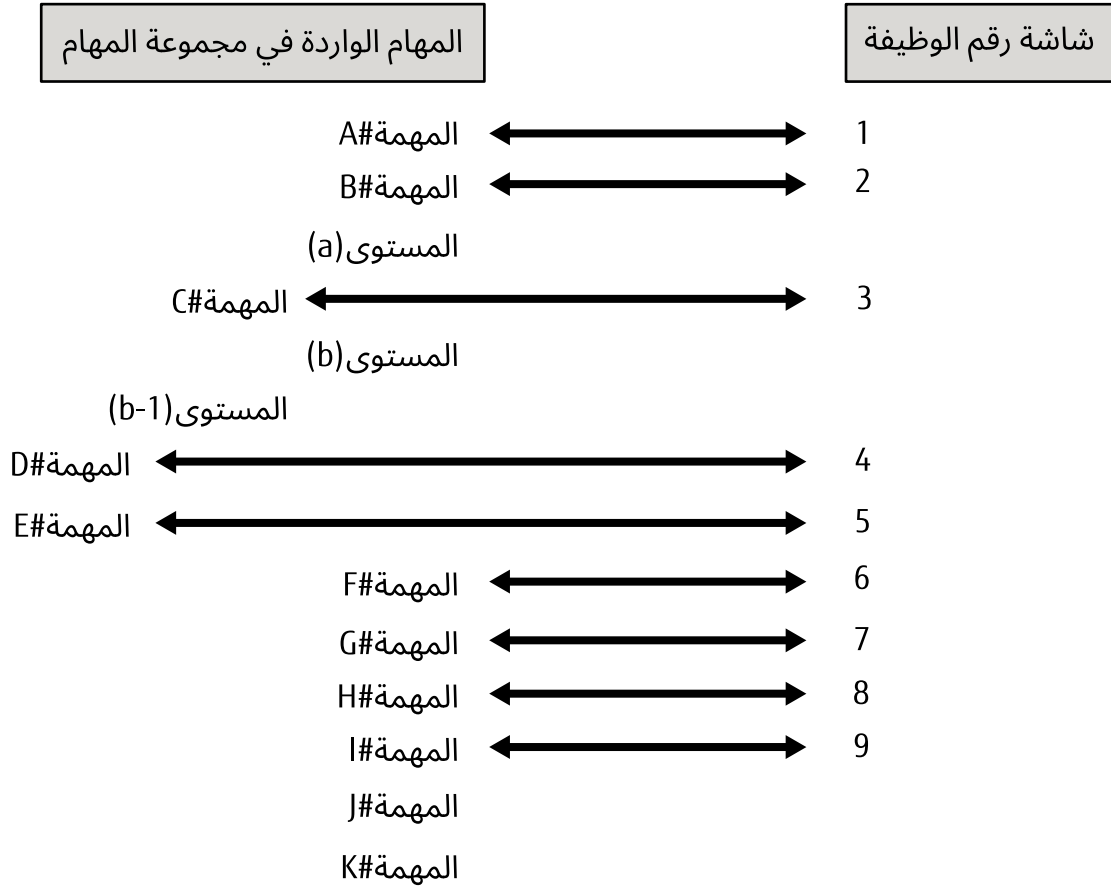 شاشة رقم الوظيفة
المهام الواردة في مجموعة المهام
1 المهمة#A
2 المهمة#B
المستوى(a)
3 المهمة#C
المستوى(b)
المستوى(b-1)
4 المهمة#D
5 المهمة#E
6 المهمة#F
7 المهمة#G
8 المهمة#H
9 المهمة#I
المهمة#J
المهمة#K